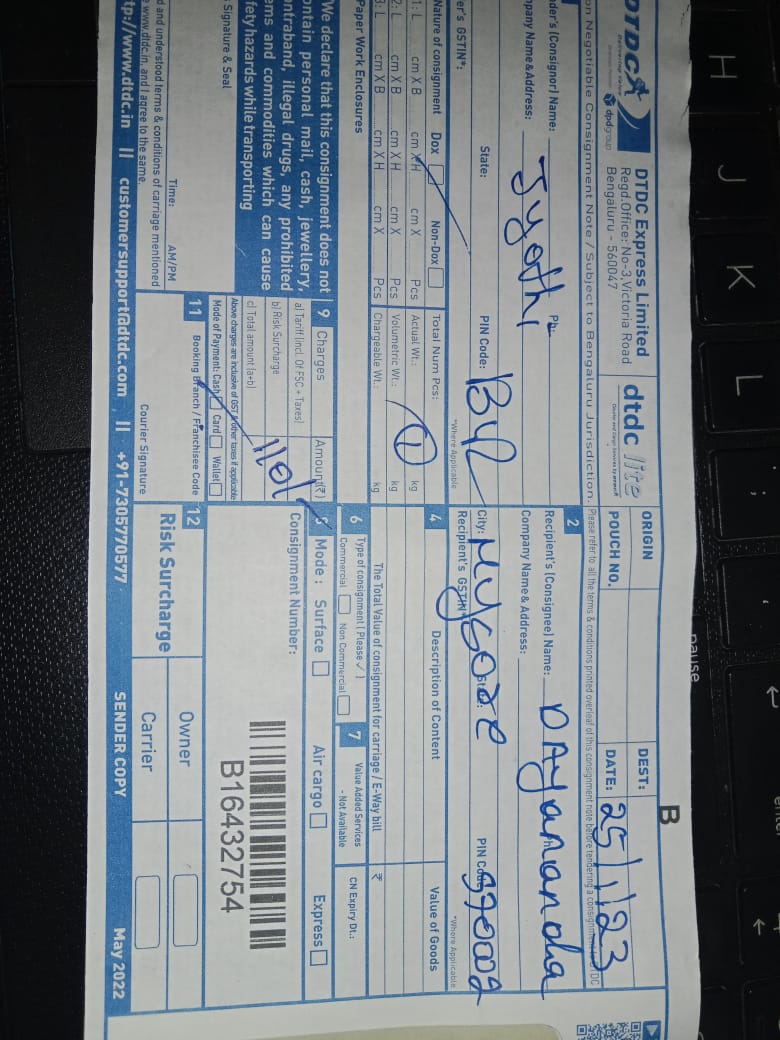 DTDC
Deliver Value
dpdgroup
DTDC Express Limited
Regd.Office: No-3,Victoria Road
Bengaluru - 560047
dtdc lite
ORIGIN
DEST:
B
POUCH NO.
DATE: 25/1/23
on Negotiable Consignment Note / Subject to Bengaluru Jurisdiction.
Please refer to all the terms & conditions printed overleaf of this consignment note before tendering a consignment to DTDC
nder's (Consignor) Name:
Ph:
Jyothi
pany Name&Address:
State:
PIN Code:
er's GSTIN*:
*Where Applicable
2
Recipient's (Consignee) Name:
Dayananda
Company Name& Address:
City: Mysore
State:
PIN Code: 570002
Recipient's GSTIN
*Where Applicable
Nature of consignment Dox Non-Dox
Total Num Pcs:
1: L cm X B cm X H cm X Pcs
Actual Wt.: kg
2: L cm X B cm X H cm X Pcs
Volumetric Wt.: 1 kg
3: L cm X B cm X H cm X Pcs
Chargeable Wt.: kg
Paper Work Enclosures
4 Description of Content
Value of Goods
The Total Value of consignment for carriage / E-Way bill
₹
We declare that this consignment does not
ontain personal mail, cash, jewellery,
ontraband, illegal drugs, any prohibited
ems and commodities which can cause
fety hazards while transporting
Signature & Seal
9 Charges
Amount(₹)
a) Tariff (incl. Of FSC + Taxes)
b) Risk Surcharge
c) Total amount (a+b)
110/
Above charges are inclusive of GST & other taxes if applicable
Mode of Payment: Cash Card Wallet
6 Type of consignment ( Please ✓ )
Commercial Non Commercial
7 Value Added Services
- Not Available
CN Expiry Dt.:
5 Mode : Surface Air cargo Express
Consignment Number:
B16432754
d and understood terms & conditions of carriage mentioned
e www.dtdc.in, and I agree to the same.
Time: AM/PM
11 Booking Branch / Franchisee Code
Courier Signature
12
Risk Surcharge
Owner
Carrier
tp://www.dtdc.in || customersupport@dtdc.com || +91-7305770577
SENDER COPY
May 2022
H
J
K
L
;
pause